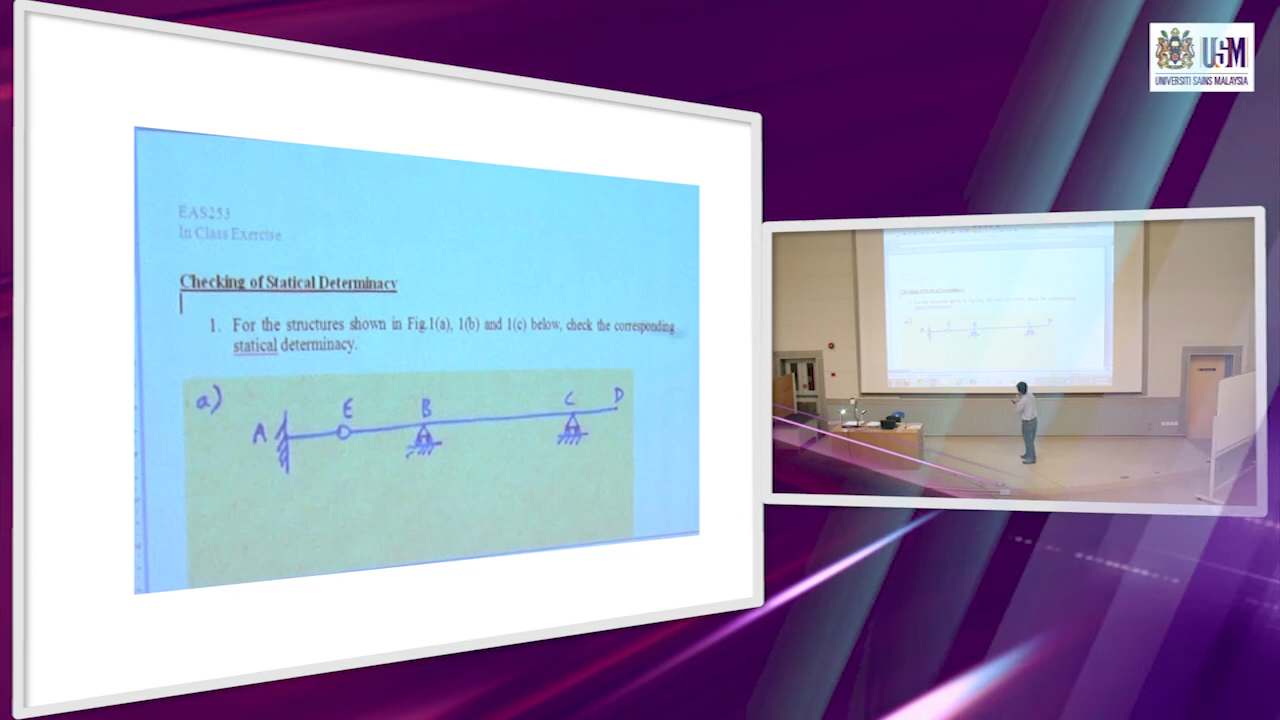 EAS253
In Class Exercise
Checking of Statical Determinacy
1. For the structures shown in Fig.1(a), 1(b) and 1(c) below, check the corresponding
statical determinacy.
a)
A E B C D
USM
UNIVERSITI SAINS MALAYSIA